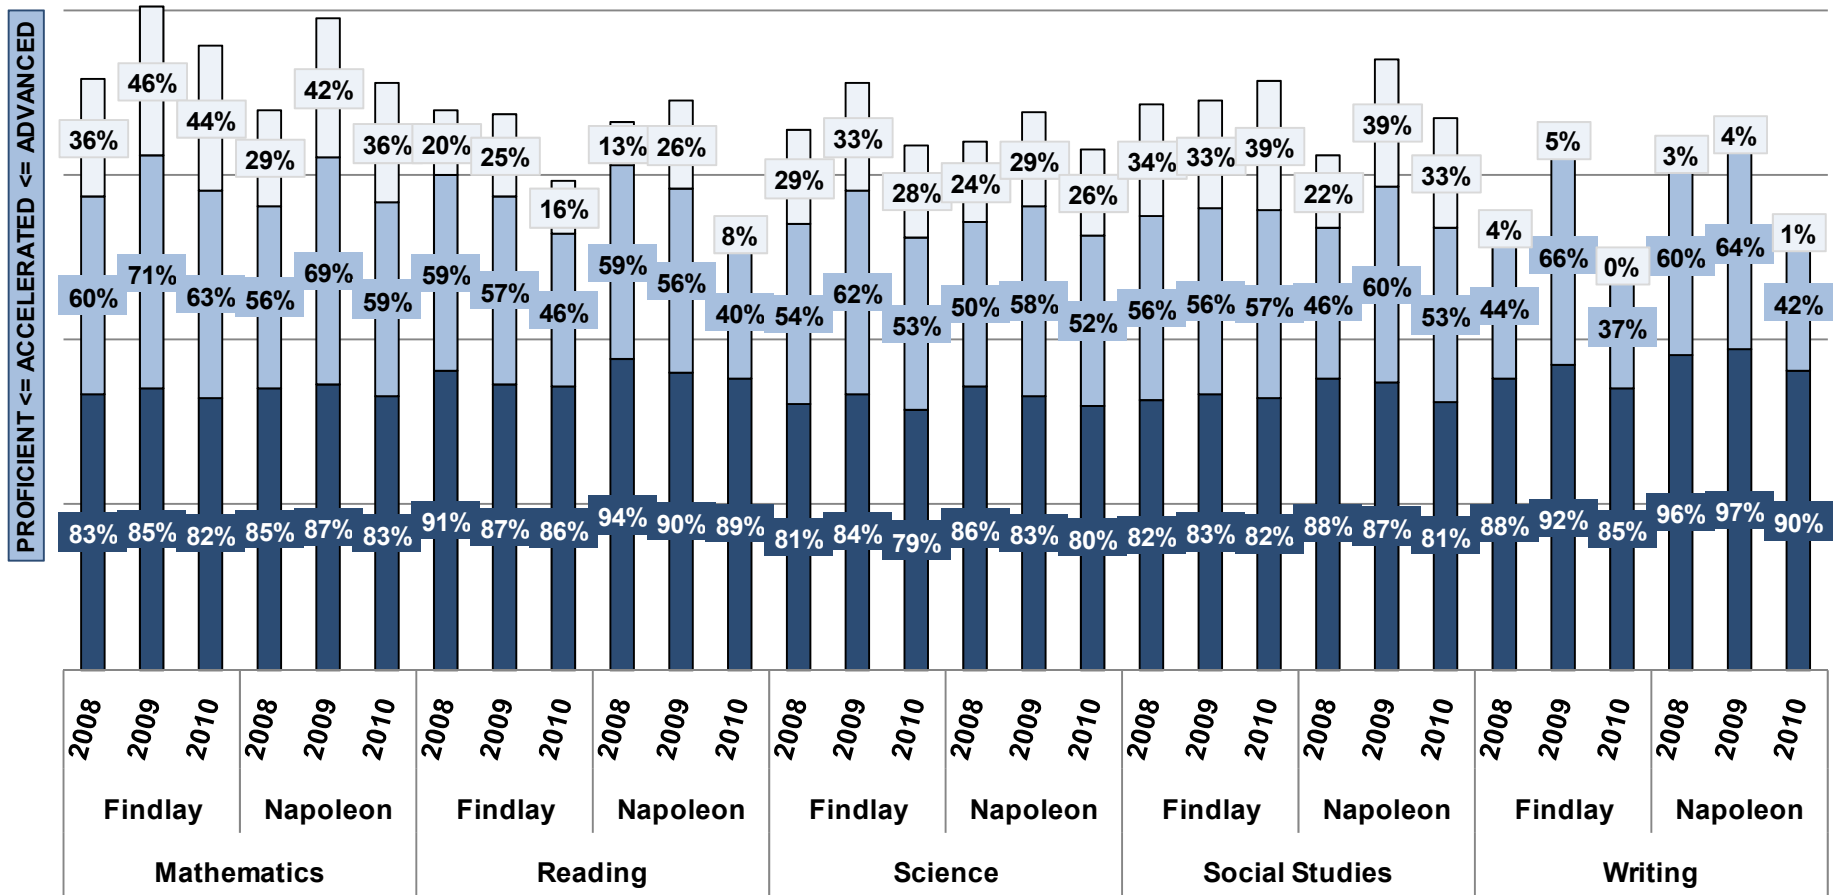 PROFICIENT <= ACCELERATED <= ADVANCED
36% 46% 44% 29% 42% 36% 20% 25% 16% 13% 26% 8% 29% 33% 28% 24% 29% 26% 34% 33% 39% 22% 39% 33% 4% 5% 0% 3% 4% 1%
60% 71% 63% 56% 69% 59% 59% 57% 46% 59% 56% 40% 54% 62% 53% 50% 58% 52% 56% 56% 57% 46% 60% 53% 44% 66% 37% 60% 64% 42%
83% 85% 82% 85% 87% 83% 91% 87% 86% 94% 90% 89% 81% 84% 79% 86% 83% 80% 82% 83% 82% 88% 87% 81% 88% 92% 85% 96% 97% 90%
2008 2009 2010 2008 2009 2010 2008 2009 2010 2008 2009 2010 2008 2009 2010 2008 2009 2010 2008 2009 2010 2008 2009 2010 2008 2009 2010 2008 2009 2010
Findlay Napoleon Findlay Napoleon Findlay Napoleon Findlay Napoleon Findlay Napoleon
Mathematics Reading Science Social Studies Writing